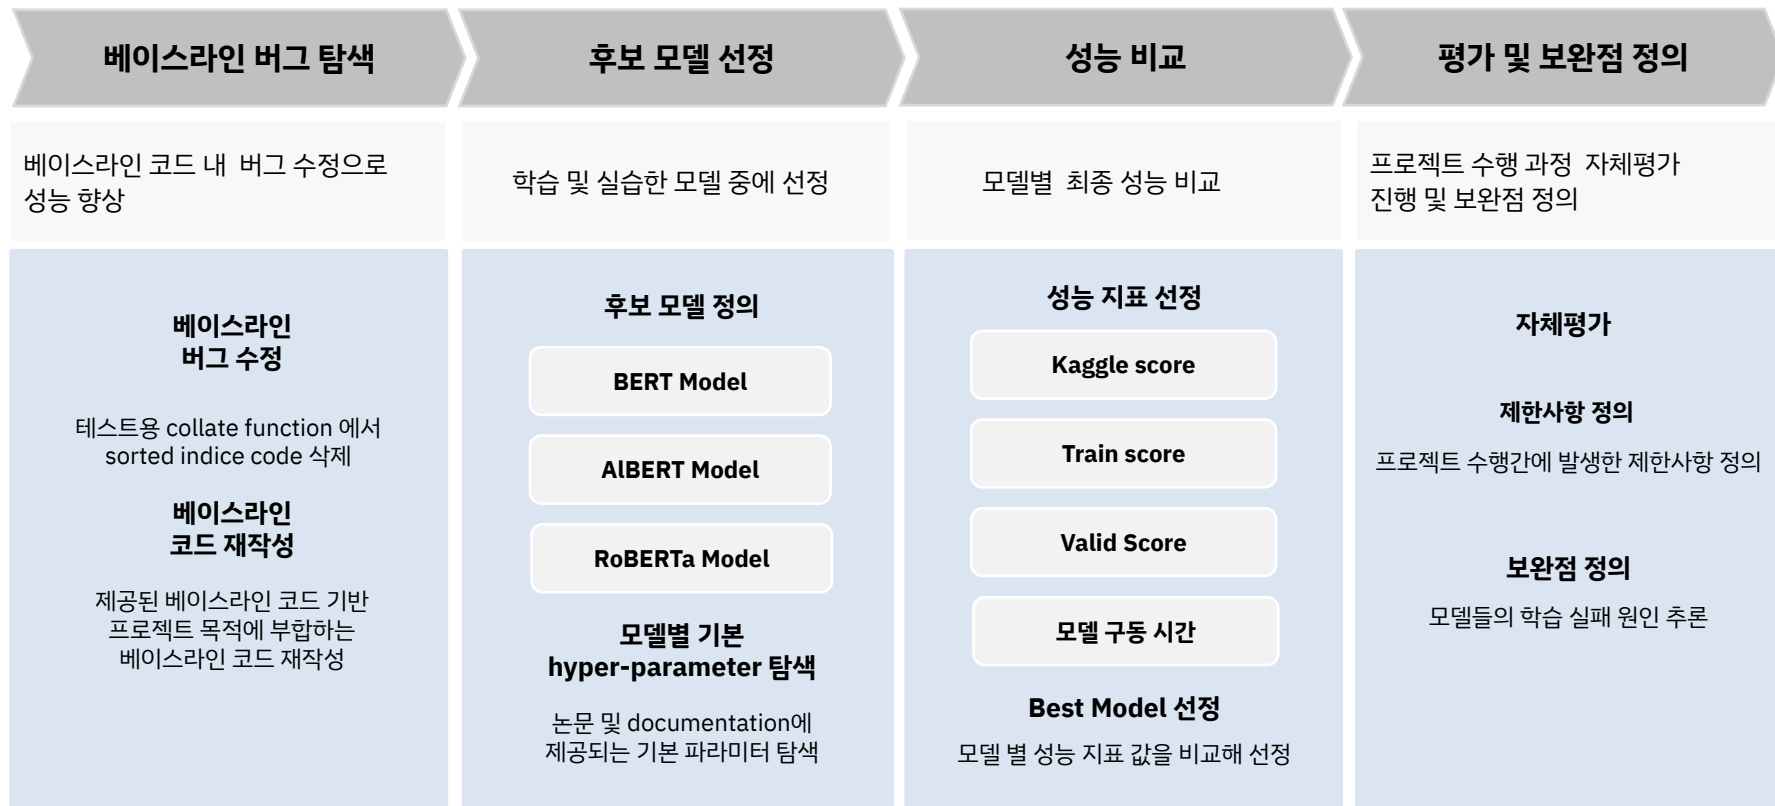 베이스라인 버그 탐색
후보 모델 선정
성능 비교
평가 및 보완점 정의
베이스라인 코드 내 버그 수정으로
성능 향상
학습 및 실습한 모델 중에 선정
모델별 최종 성능 비교
프로젝트 수행 과정 자체평가
진행 및 보완점 정의
베이스라인
버그 수정
테스트용 collate function 에서
sorted indice code 삭제
베이스라인
코드 재작성
제공된 베이스라인 코드 기반
프로젝트 목적에 부합하는
베이스라인 코드 재작성
후보 모델 정의
BERT Model
AlBERT Model
RoBERTa Model
모델별 기본
hyper-parameter 탐색
논문 및 documentation에
제공되는 기본 파라미터 탐색
성능 지표 선정
Kaggle score
Train score
Valid Score
모델 구동 시간
Best Model 선정
모델 별 성능 지표 값을 비교해 선정
자체평가
제한사항 정의
프로젝트 수행간에 발생한 제한사항 정의
보완점 정의
모델들의 학습 실패 원인 추론